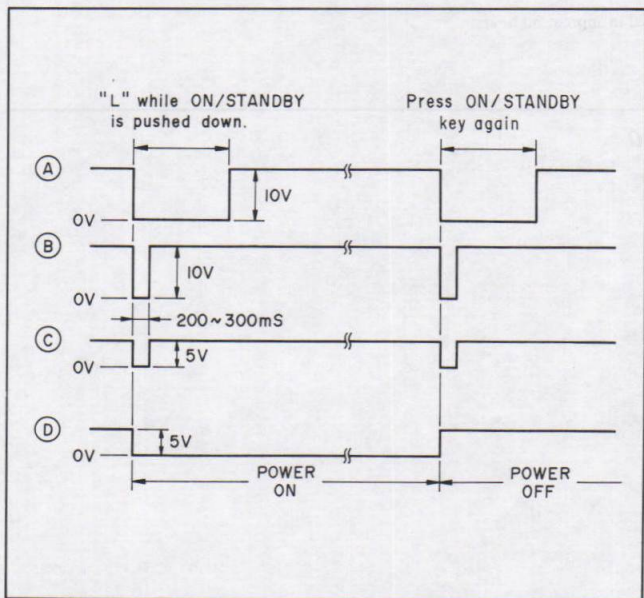 "L" while ON/STANDBY
is pushed down.
Press ON/STANDBY
key again
A
10V
0V
B
10V
0V
200~300mS
C
5V
0V
D
5V
0V
POWER
ON
POWER
OFF